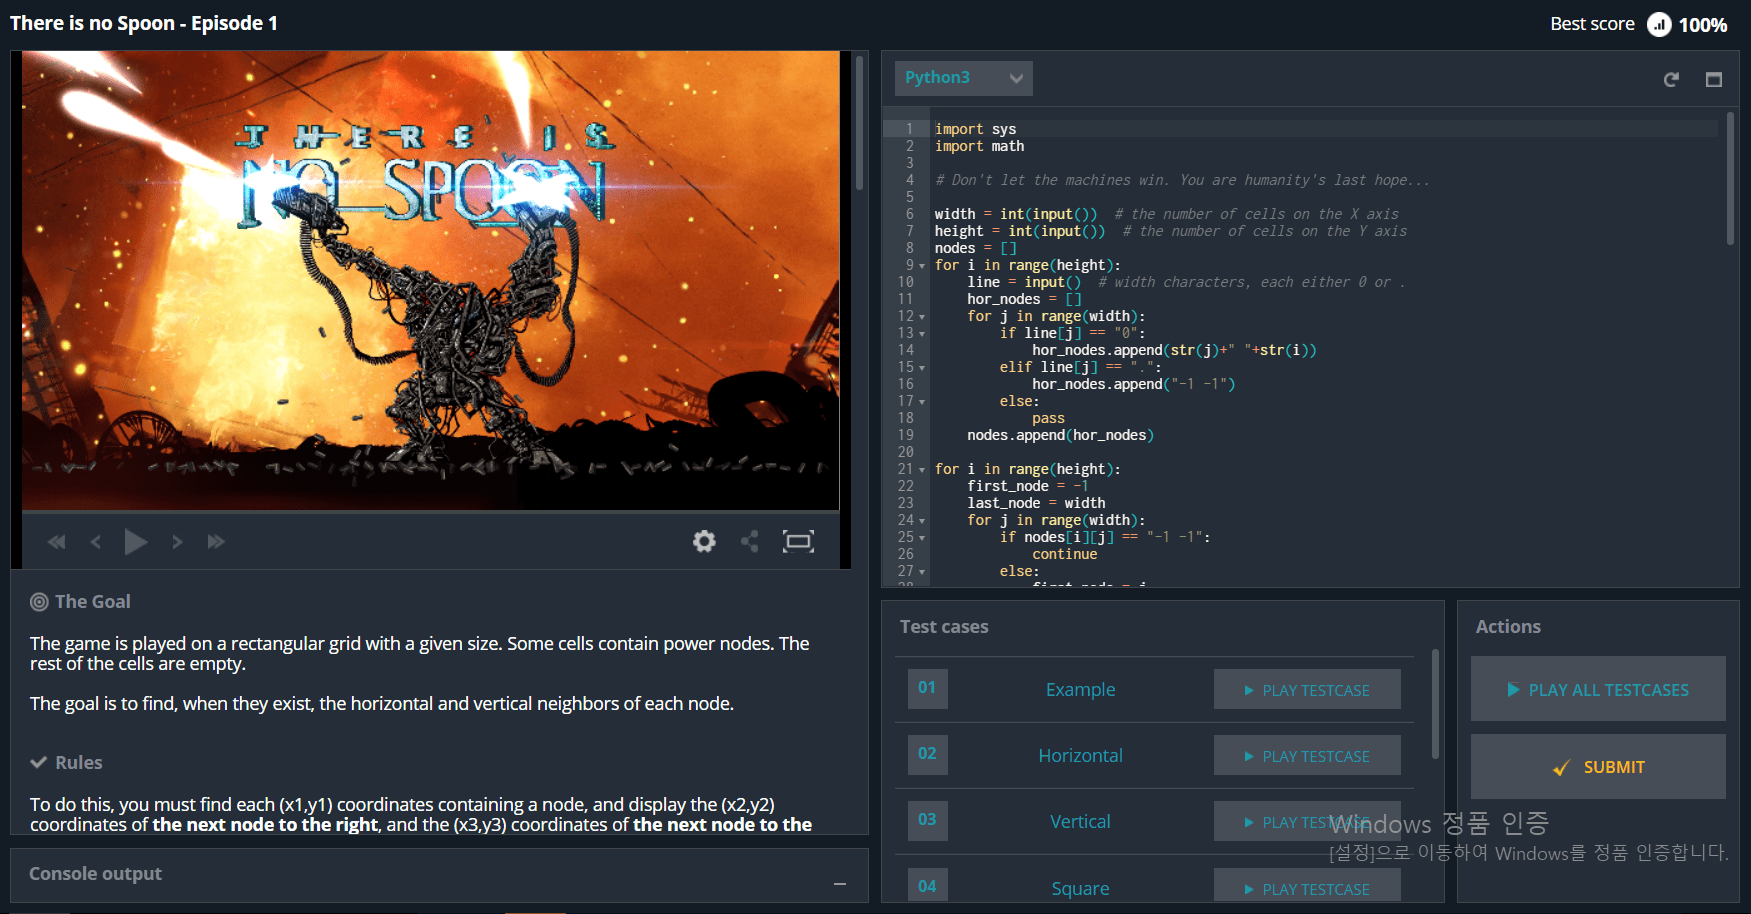 There is no Spoon - Episode 1
Best score 100%
THERE IS
NO SPOON
The Goal
The game is played on a rectangular grid with a given size. Some cells contain power nodes. The
rest of the cells are empty.
The goal is to find, when they exist, the horizontal and vertical neighbors of each node.
Rules
To do this, you must find each (x1,y1) coordinates containing a node, and display the (x2,y2)
coordinates of the next node to the right, and the (x3,y3) coordinates of the next node to the
Console output
Python3
1 import sys
2 import math
3
4 # Don't let the machines win. You are humanity's last hope...
5
6 width = int(input())  # the number of cells on the X axis
7 height = int(input())  # the number of cells on the Y axis
8 nodes = []
9 for i in range(height):
10     line = input()  # width characters, each either 0 or .
11     hor_nodes = []
12     for j in range(width):
13         if line[j] == "0":
14             hor_nodes.append(str(j)+" "+str(i))
15         elif line[j] == ".":
16             hor_nodes.append("-1 -1")
17         else:
18             pass
19     nodes.append(hor_nodes)
20
21 for i in range(height):
22     first_node = -1
23     last_node = width
24     for j in range(width):
25         if nodes[i][j] == "-1 -1":
26             continue
27         else:
28             first_node = j
Test cases
01 Example PLAY TESTCASE
02 Horizontal PLAY TESTCASE
03 Vertical PLAY TESTCASE
04 Square PLAY TESTCASE
Actions
PLAY ALL TESTCASES
SUBMIT
Windows 정품 인증
[설정]으로 이동하여 Windows를 정품 인증합니다.